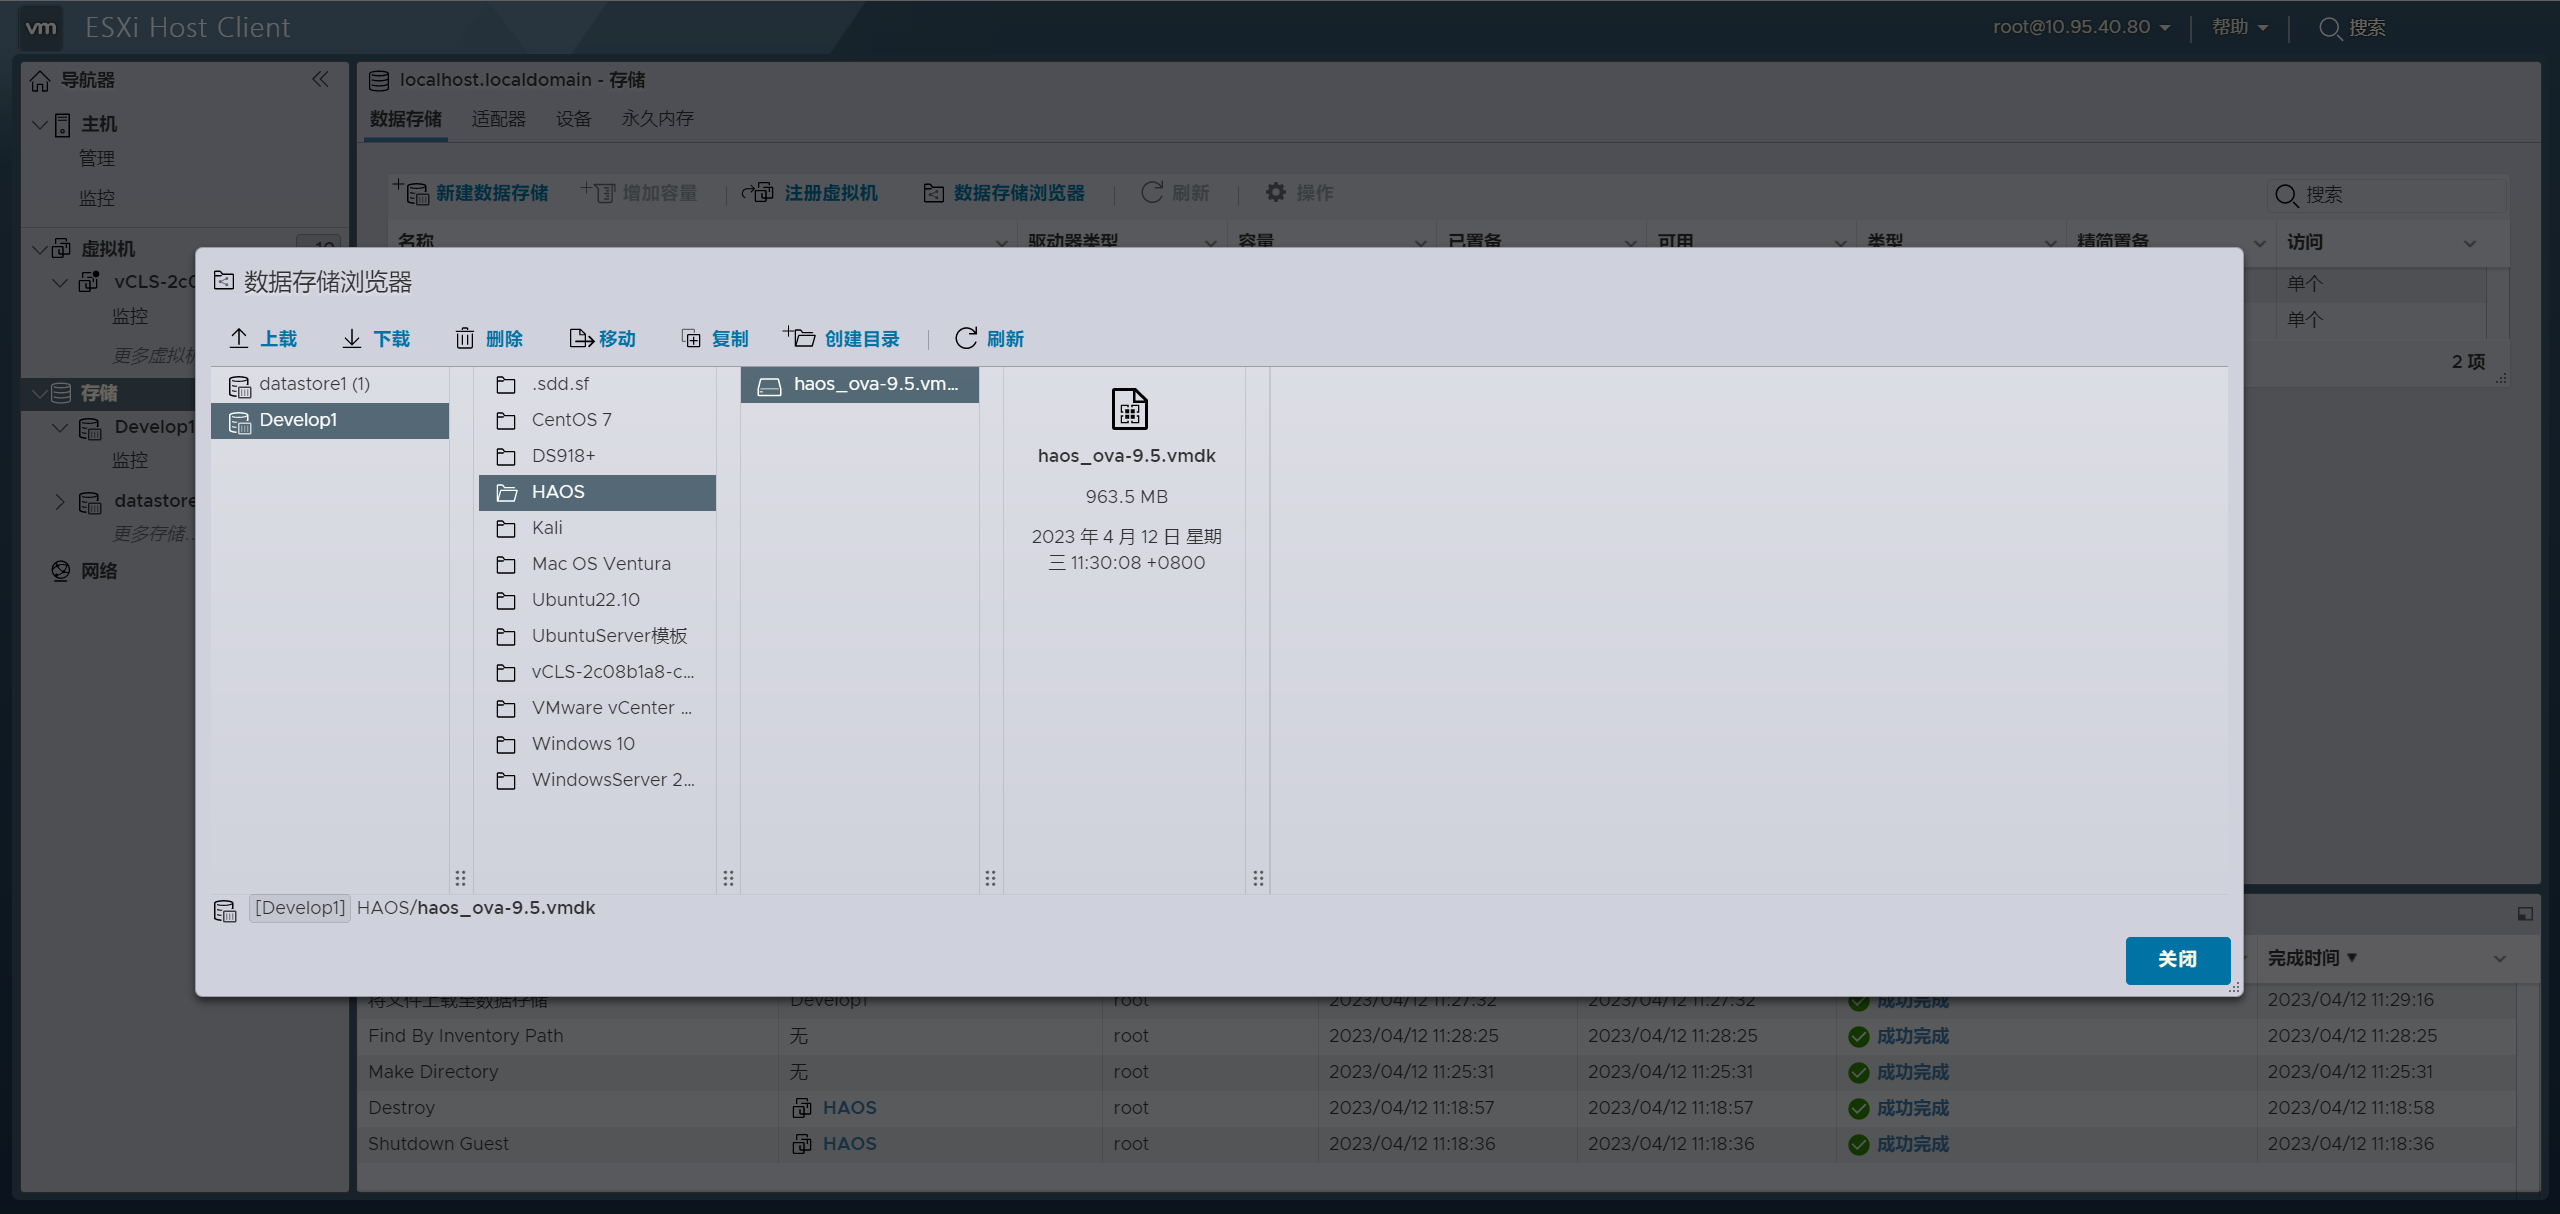 vm ESXi Host Client
root@10.95.40.80
帮助
搜索
导航器
主机
管理
监控
虚拟机
10
vCLS-2c0
监控
更多虚拟机
存储
Develop1
监控
datastore
更多存储...
网络
localhost.localdomain - 存储
数据存储 适配器 设备 永久内存
新建数据存储 增加容量 注册虚拟机 数据存储浏览器 刷新 操作
搜索
名称 驱动器类型 容量 已置备 可用 类型 精简置备 访问
单个
单个
2 项
数据存储浏览器
上载 下载 删除 移动 复制 创建目录 刷新
datastore1 (1)
Develop1
.sdd.sf
CentOS 7
DS918+
HAOS
Kali
Mac OS Ventura
Ubuntu22.10
UbuntuServer模板
vCLS-2c08b1a8-c...
VMware vCenter ...
Windows 10
WindowsServer 2...
haos_ova-9.5.vm...
haos_ova-9.5.vmdk
963.5 MB
2023 年 4 月 12 日 星期
三 11:30:08 +0800
[Develop1] HAOS/haos_ova-9.5.vmdk
关闭
完成时间 ▼
将文件上载至数据存储 Develop1 root 2023/04/12 11:27:32 2023/04/12 11:27:32 成功完成 2023/04/12 11:29:16
Find By Inventory Path 无 root 2023/04/12 11:28:25 2023/04/12 11:28:25 成功完成 2023/04/12 11:28:25
Make Directory 无 root 2023/04/12 11:25:31 2023/04/12 11:25:31 成功完成 2023/04/12 11:25:31
Destroy HAOS root 2023/04/12 11:18:57 2023/04/12 11:18:57 成功完成 2023/04/12 11:18:58
Shutdown Guest HAOS root 2023/04/12 11:18:36 2023/04/12 11:18:36 成功完成 2023/04/12 11:18:36